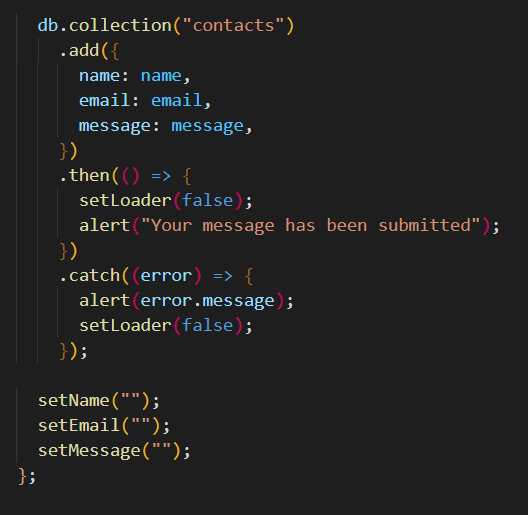 db.collection("contacts")
.add({
name: name,
email: email,
message: message,
})
.then(() => {
setLoader(false);
alert("Your message has been submitted");
})
.catch((error) => {
alert(error.message);
setLoader(false);
});
setName("");
setEmail("");
setMessage("");
};